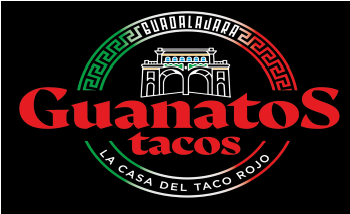 GUADALAJARA
GuanatoS
tacos
LA CASA DEL TACO ROJO